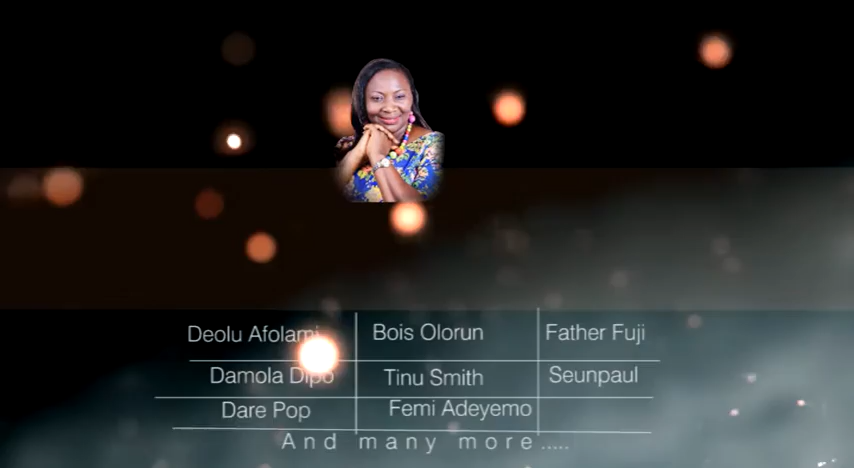 Deolu Afolami Bois Olorun Father Fuji
Damola Dipo Tinu Smith Seunpaul
Dare Pop Femi Adeyemo
And many more.....